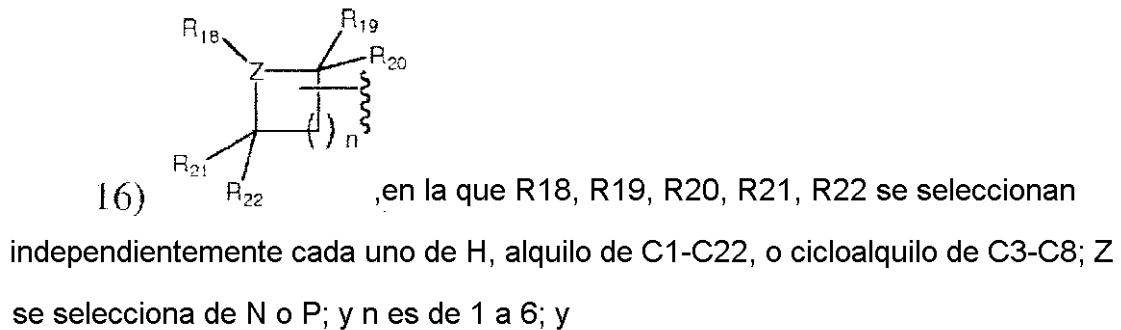 R18
R19
R20
Z
( ) n
R21
R22
16) ,en la que R18, R19, R20, R21, R22 se seleccionan
independientemente cada uno de H, alquilo de C1-C22, o cicloalquilo de C3-C8; Z
se selecciona de N o P; y n es de 1 a 6; y